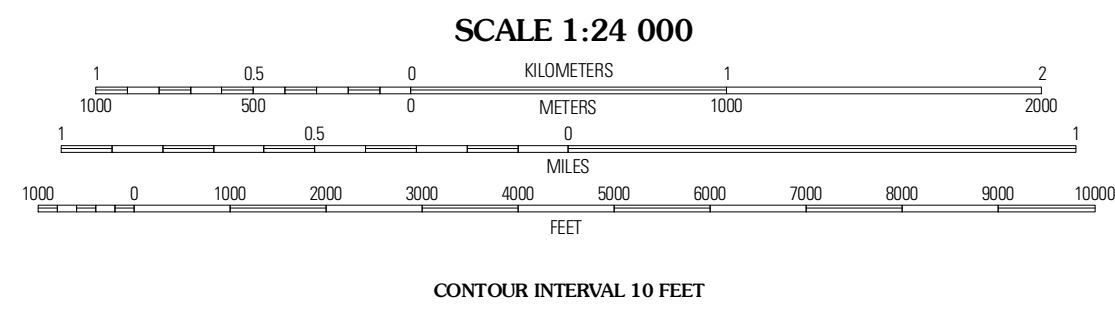 SCALE 1:24 000
1 0.5 0 KILOMETERS 1 2
1000 500 0 METERS 1000 2000
1 0.5 0 1
MILES
1000 0 1000 2000 3000 4000 5000 6000 7000 8000 9000 10000
FEET
CONTOUR INTERVAL 10 FEET